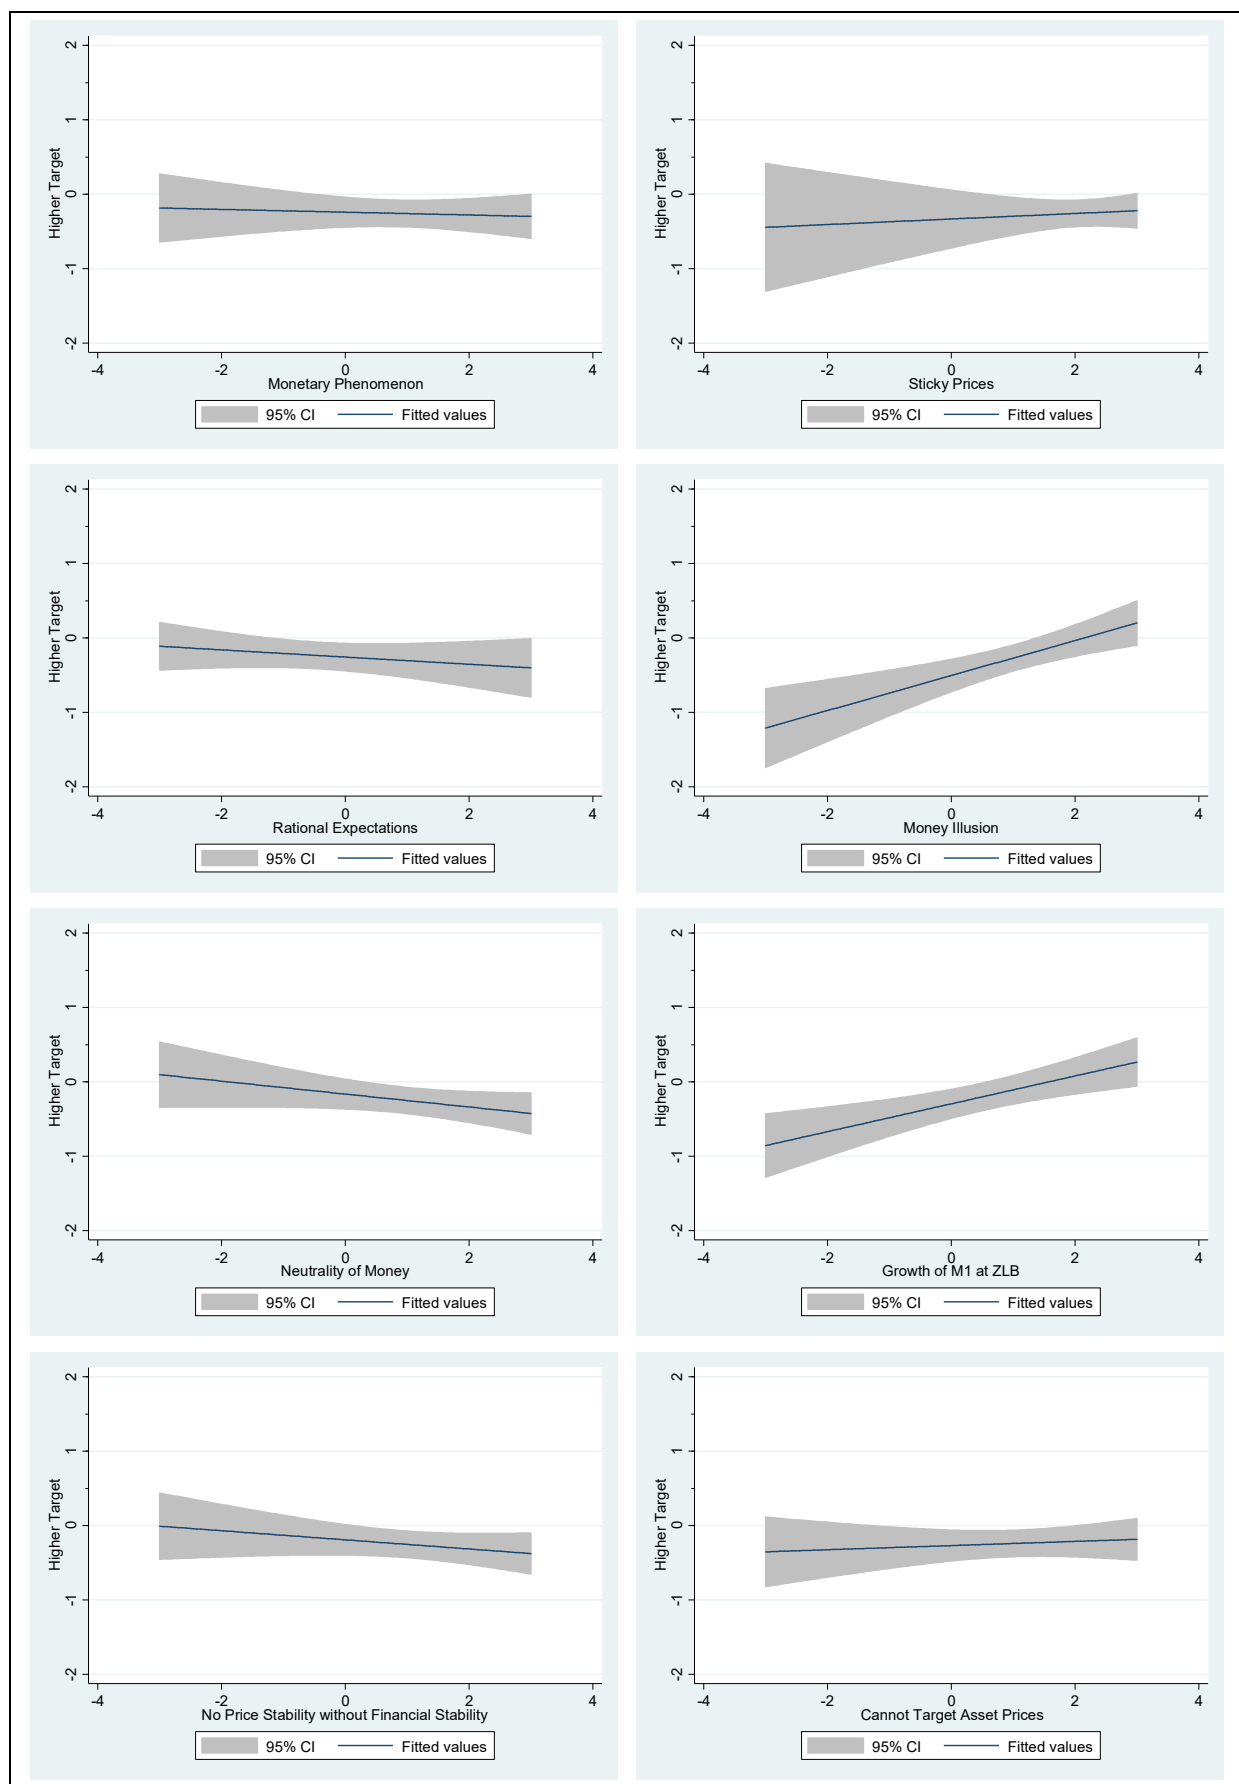 2
1
0
-1
-2
Higher Target
-4 -2 0 2 4
Monetary Phenomenon
95% CI Fitted values
2
1
0
-1
-2
Higher Target
-4 -2 0 2 4
Sticky Prices
95% CI Fitted values
2
1
0
-1
-2
Higher Target
-4 -2 0 2 4
Rational Expectations
95% CI Fitted values
2
1
0
-1
-2
Higher Target
-4 -2 0 2 4
Money Illusion
95% CI Fitted values
2
1
0
-1
-2
Higher Target
-4 -2 0 2 4
Neutrality of Money
95% CI Fitted values
2
1
0
-1
-2
Higher Target
-4 -2 0 2 4
Growth of M1 at ZLB
95% CI Fitted values
2
1
0
-1
-2
Higher Target
-4 -2 0 2 4
No Price Stability without Financial Stability
95% CI Fitted values
2
1
0
-1
-2
Higher Target
-4 -2 0 2 4
Cannot Target Asset Prices
95% CI Fitted values